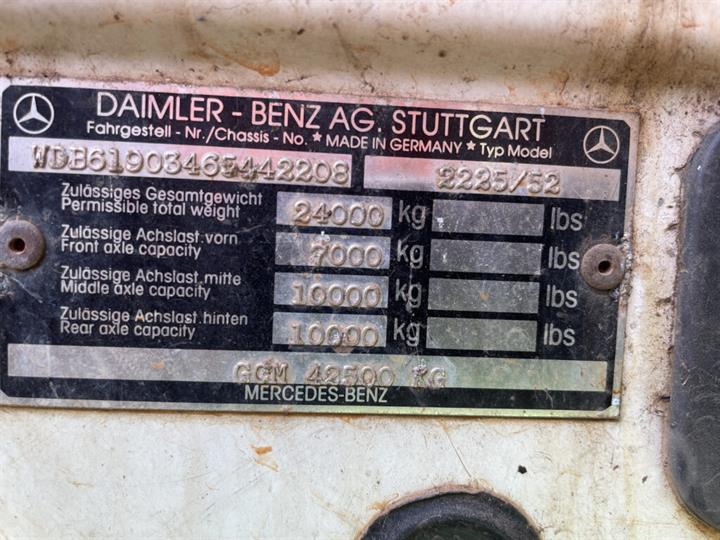 DAIMLER - BENZ AG. STUTTGART
Fahrgestell - Nr./Chassis - No. * MADE IN GERMANY * Typ Model
WDB61903465442208 2225/52
Zulässiges Gesamtgewicht
Permissible total weight 24000 kg lbs
Zulässige Achslast vorn
Front axle capacity 7000 kg lbs
Zulässige Achslast mitte
Middle axle capacity 10000 kg lbs
Zulässige Achslast hinten
Rear axle capacity 10000 kg lbs
GCM 42500 KG
MERCEDES-BENZ